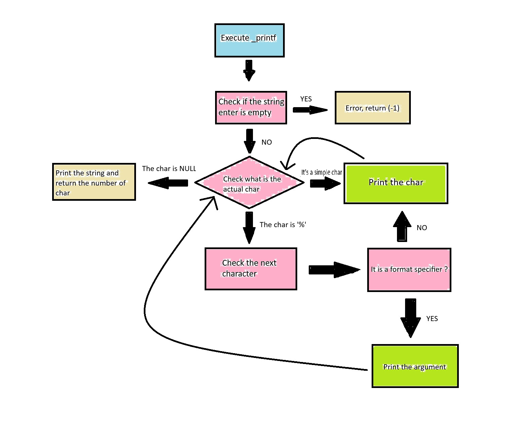 Execute _printf
Check if the string
enter is empty
YES
Error, return (-1)
NO
The char is NULL
Print the string and
return the number of
char
Check what is the
actual char
It's a simple char
Print the char
The char is '%'
NO
Check the next
character
It is a format specifier ?
YES
Print the argument